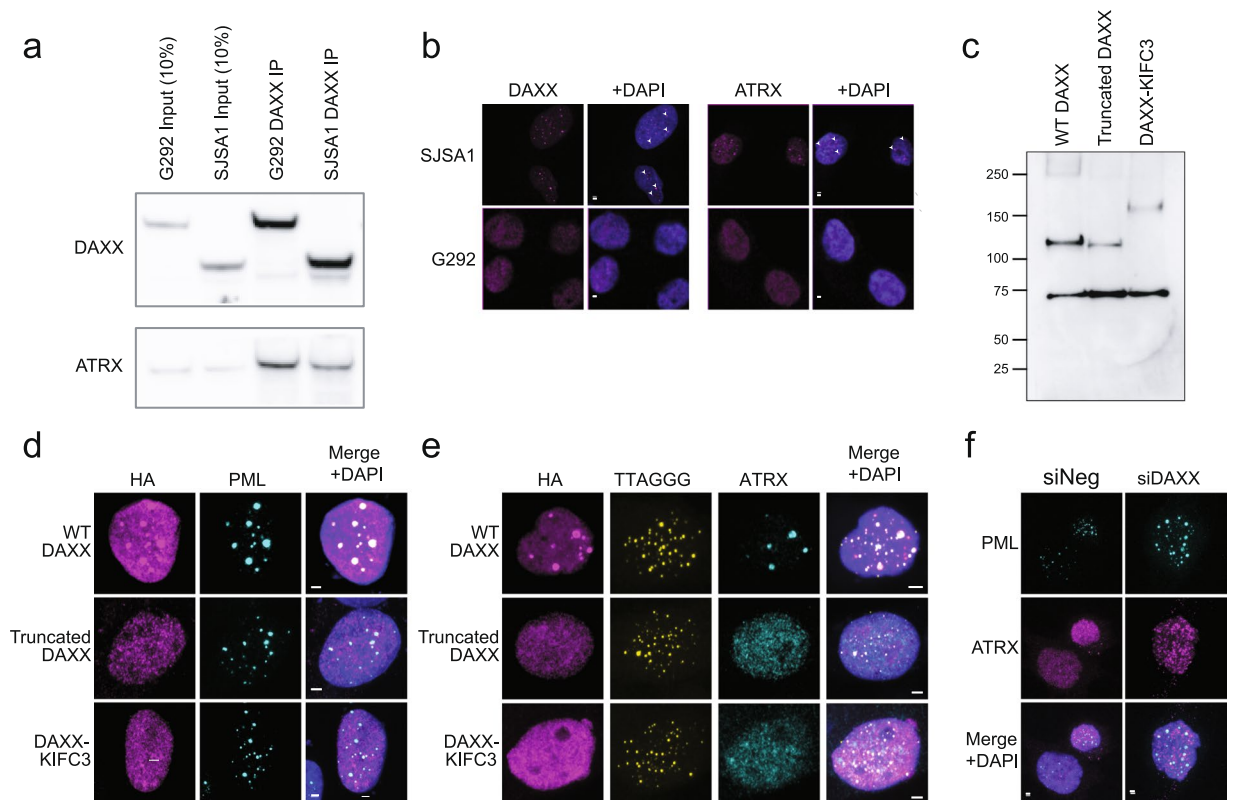 a
G292 Input (10%)
SJSA1 Input (10%)
G292 DAXX IP
SJSA1 DAXX IP
DAXX
ATRX
b
DAXX
+DAPI
ATRX
+DAPI
SJSA1
G292
c
WT DAXX
Truncated DAXX
DAXX-KIFC3
250
150
100
75
50
25
d
HA
PML
Merge
+DAPI
WT
DAXX
Truncated
DAXX
DAXX-
KIFC3
e
HA
TTAGGG
ATRX
Merge
+DAPI
WT
DAXX
Truncated
DAXX
DAXX-
KIFC3
f
siNeg
siDAXX
PML
ATRX
Merge
+DAPI